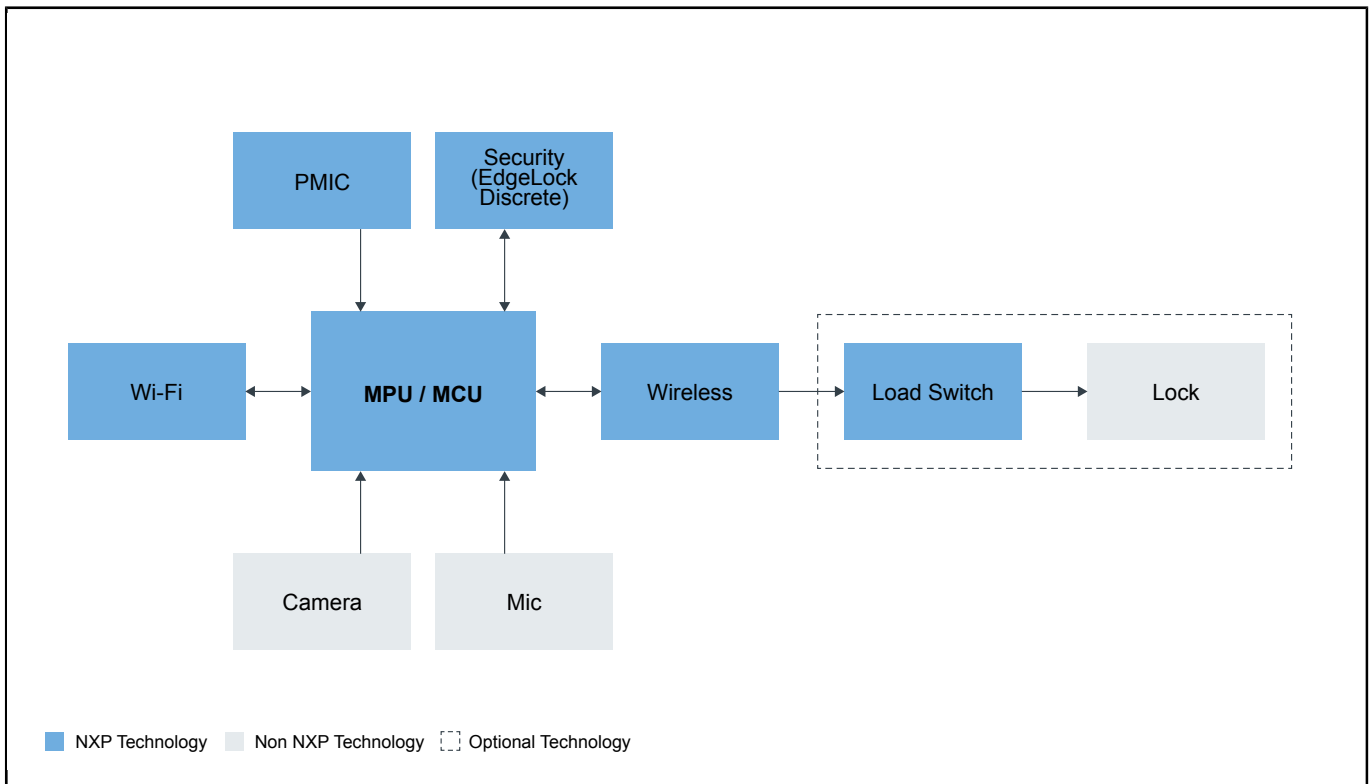 PMIC
Security
(EdgeLock
Discrete)
Wi-Fi
MPU / MCU
Wireless
Load Switch
Lock
Camera
Mic
NXP Technology
Non NXP Technology
Optional Technology